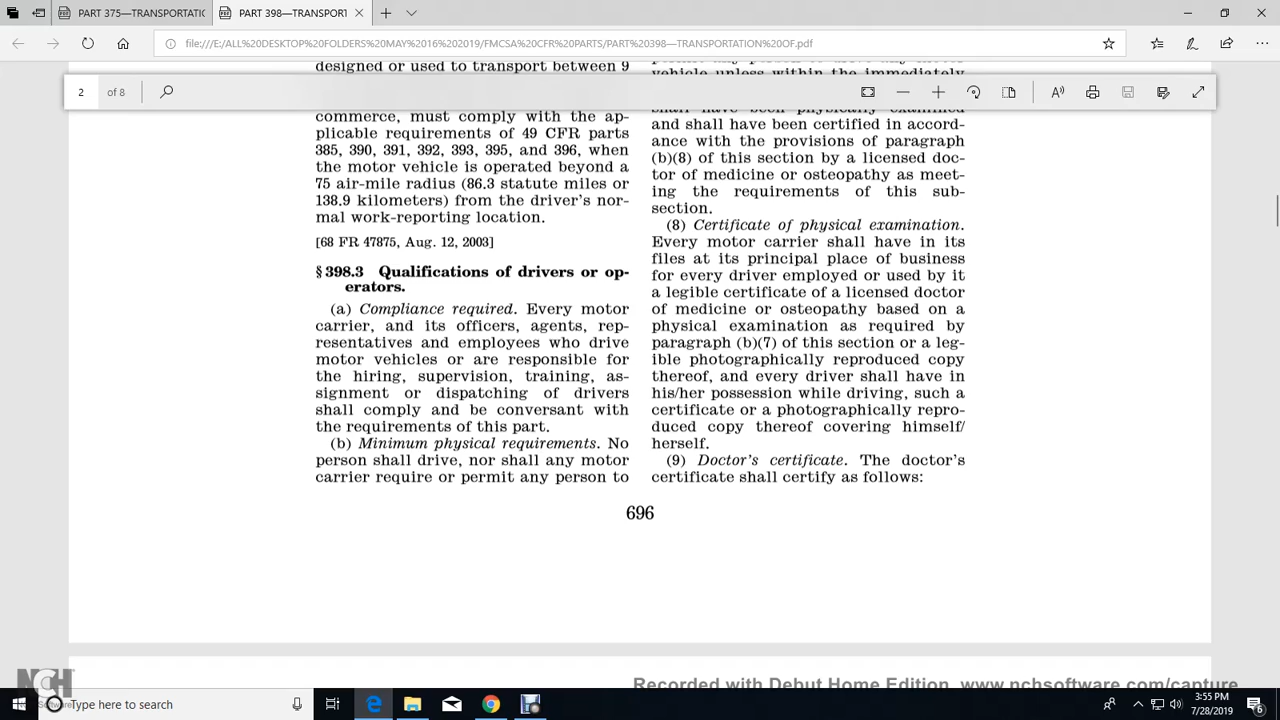 PART 375—TRANSPORTATIC
PART 398—TRANSPORT
file:///E:/ALL%20DESKTOP%20FOLDERS%20MAY%2016%202019/FMCSA%20CFR%20PARTS/PART%20398—TRANSPORTATION%20OF.pdf
2 of 8
designed or used to transport between 9
commerce, must comply with the ap-
plicable requirements of 49 CFR parts
385, 390, 391, 392, 393, 395, and 396, when
the motor vehicle is operated beyond a
75 air-mile radius (86.3 statute miles or
138.9 kilometers) from the driver's nor-
mal work-reporting location.
[68 FR 47875, Aug. 12, 2003]
§ 398.3 Qualifications of drivers or op-
erators.
(a) Compliance required. Every motor
carrier, and its officers, agents, rep-
resentatives and employees who drive
motor vehicles or are responsible for
the hiring, supervision, training, as-
signment or dispatching of drivers
shall comply and be conversant with
the requirements of this part.
(b) Minimum physical requirements. No
person shall drive, nor shall any motor
carrier require or permit any person to
vehicle unless within the immediately
shall have been physically examined
and shall have been certified in accord-
ance with the provisions of paragraph
(b)(8) of this section by a licensed doc-
tor of medicine or osteopathy as meet-
ing the requirements of this sub-
section.
(8) Certificate of physical examination.
Every motor carrier shall have in its
files at its principal place of business
for every driver employed or used by it
a legible certificate of a licensed doctor
of medicine or osteopathy based on a
physical examination as required by
paragraph (b)(7) of this section or a leg-
ible photographically reproduced copy
thereof, and every driver shall have in
his/her possession while driving, such a
certificate or a photographically repro-
duced copy thereof covering himself/
herself.
(9) Doctor's certificate. The doctor's
certificate shall certify as follows:
696
NCH Software
Recorded with Debut Home Edition. www.nchsoftware.com/capture
Type here to search
3:55 PM
7/28/2019
6